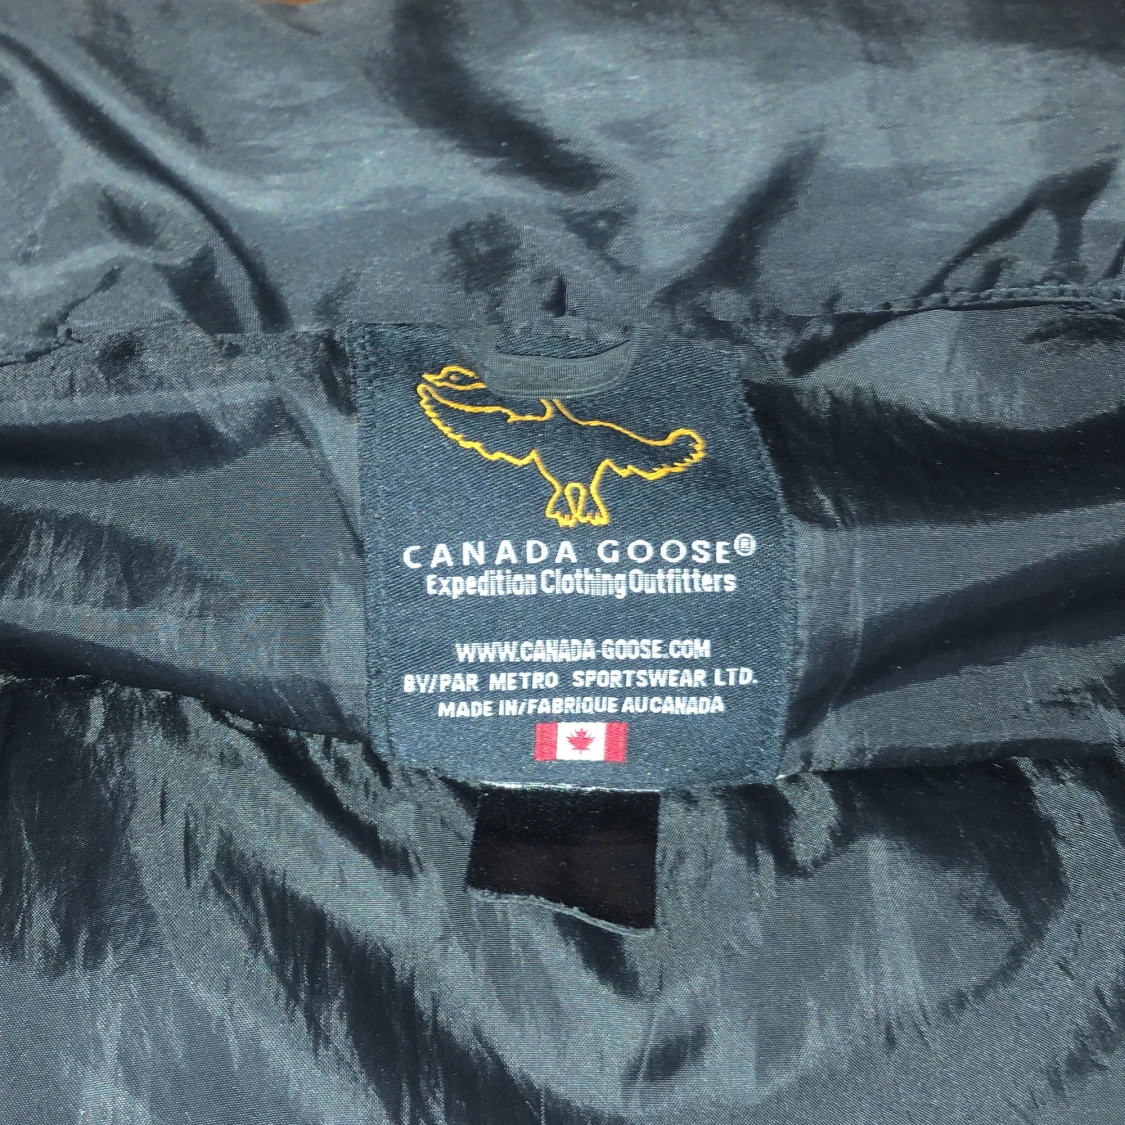 CANADA GOOSE®
Expedition Clothing Outfitters
WWW.CANADA-GOOSE.COM
BY/PAR METRO SPORTSWEAR LTD.
MADE IN/FABRIQUE AU CANADA